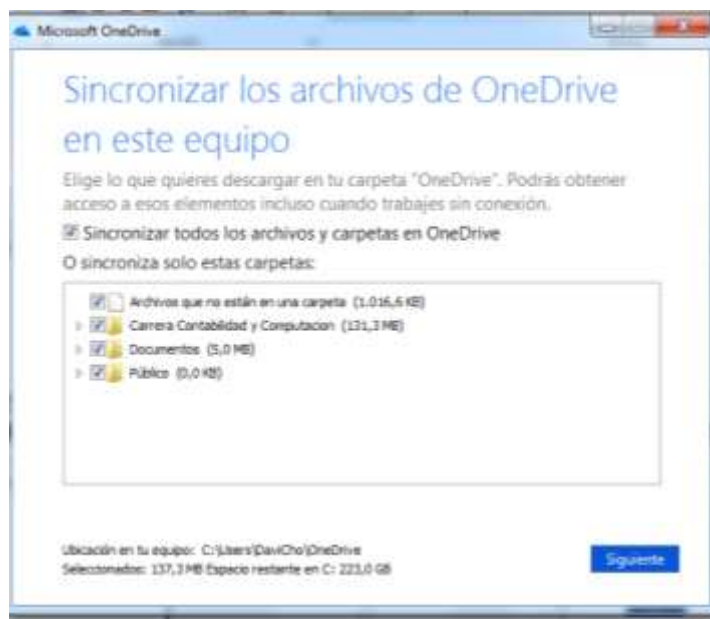 Microsoft OneDrive
Sincronizar los archivos de OneDrive
en este equipo
Elige lo que quieres descargar en tu carpeta "OneDrive". Podrás obtener
acceso a esos elementos incluso cuando trabajes sin conexión.
Sincronizar todos los archivos y carpetas en OneDrive
O sincroniza solo estas carpetas:
Archivos que no están en una carpeta (1.016,6 KB)
Carrera Contabilidad y Computacion (131,3 MB)
Documentos (5,0 MB)
Público (0,0 KB)
Ubicación en tu equipo: C:\Users\DaviCho\OneDrive
Seleccionados: 137,3 MB Espacio restante en C: 223,0 GB
Siguiente